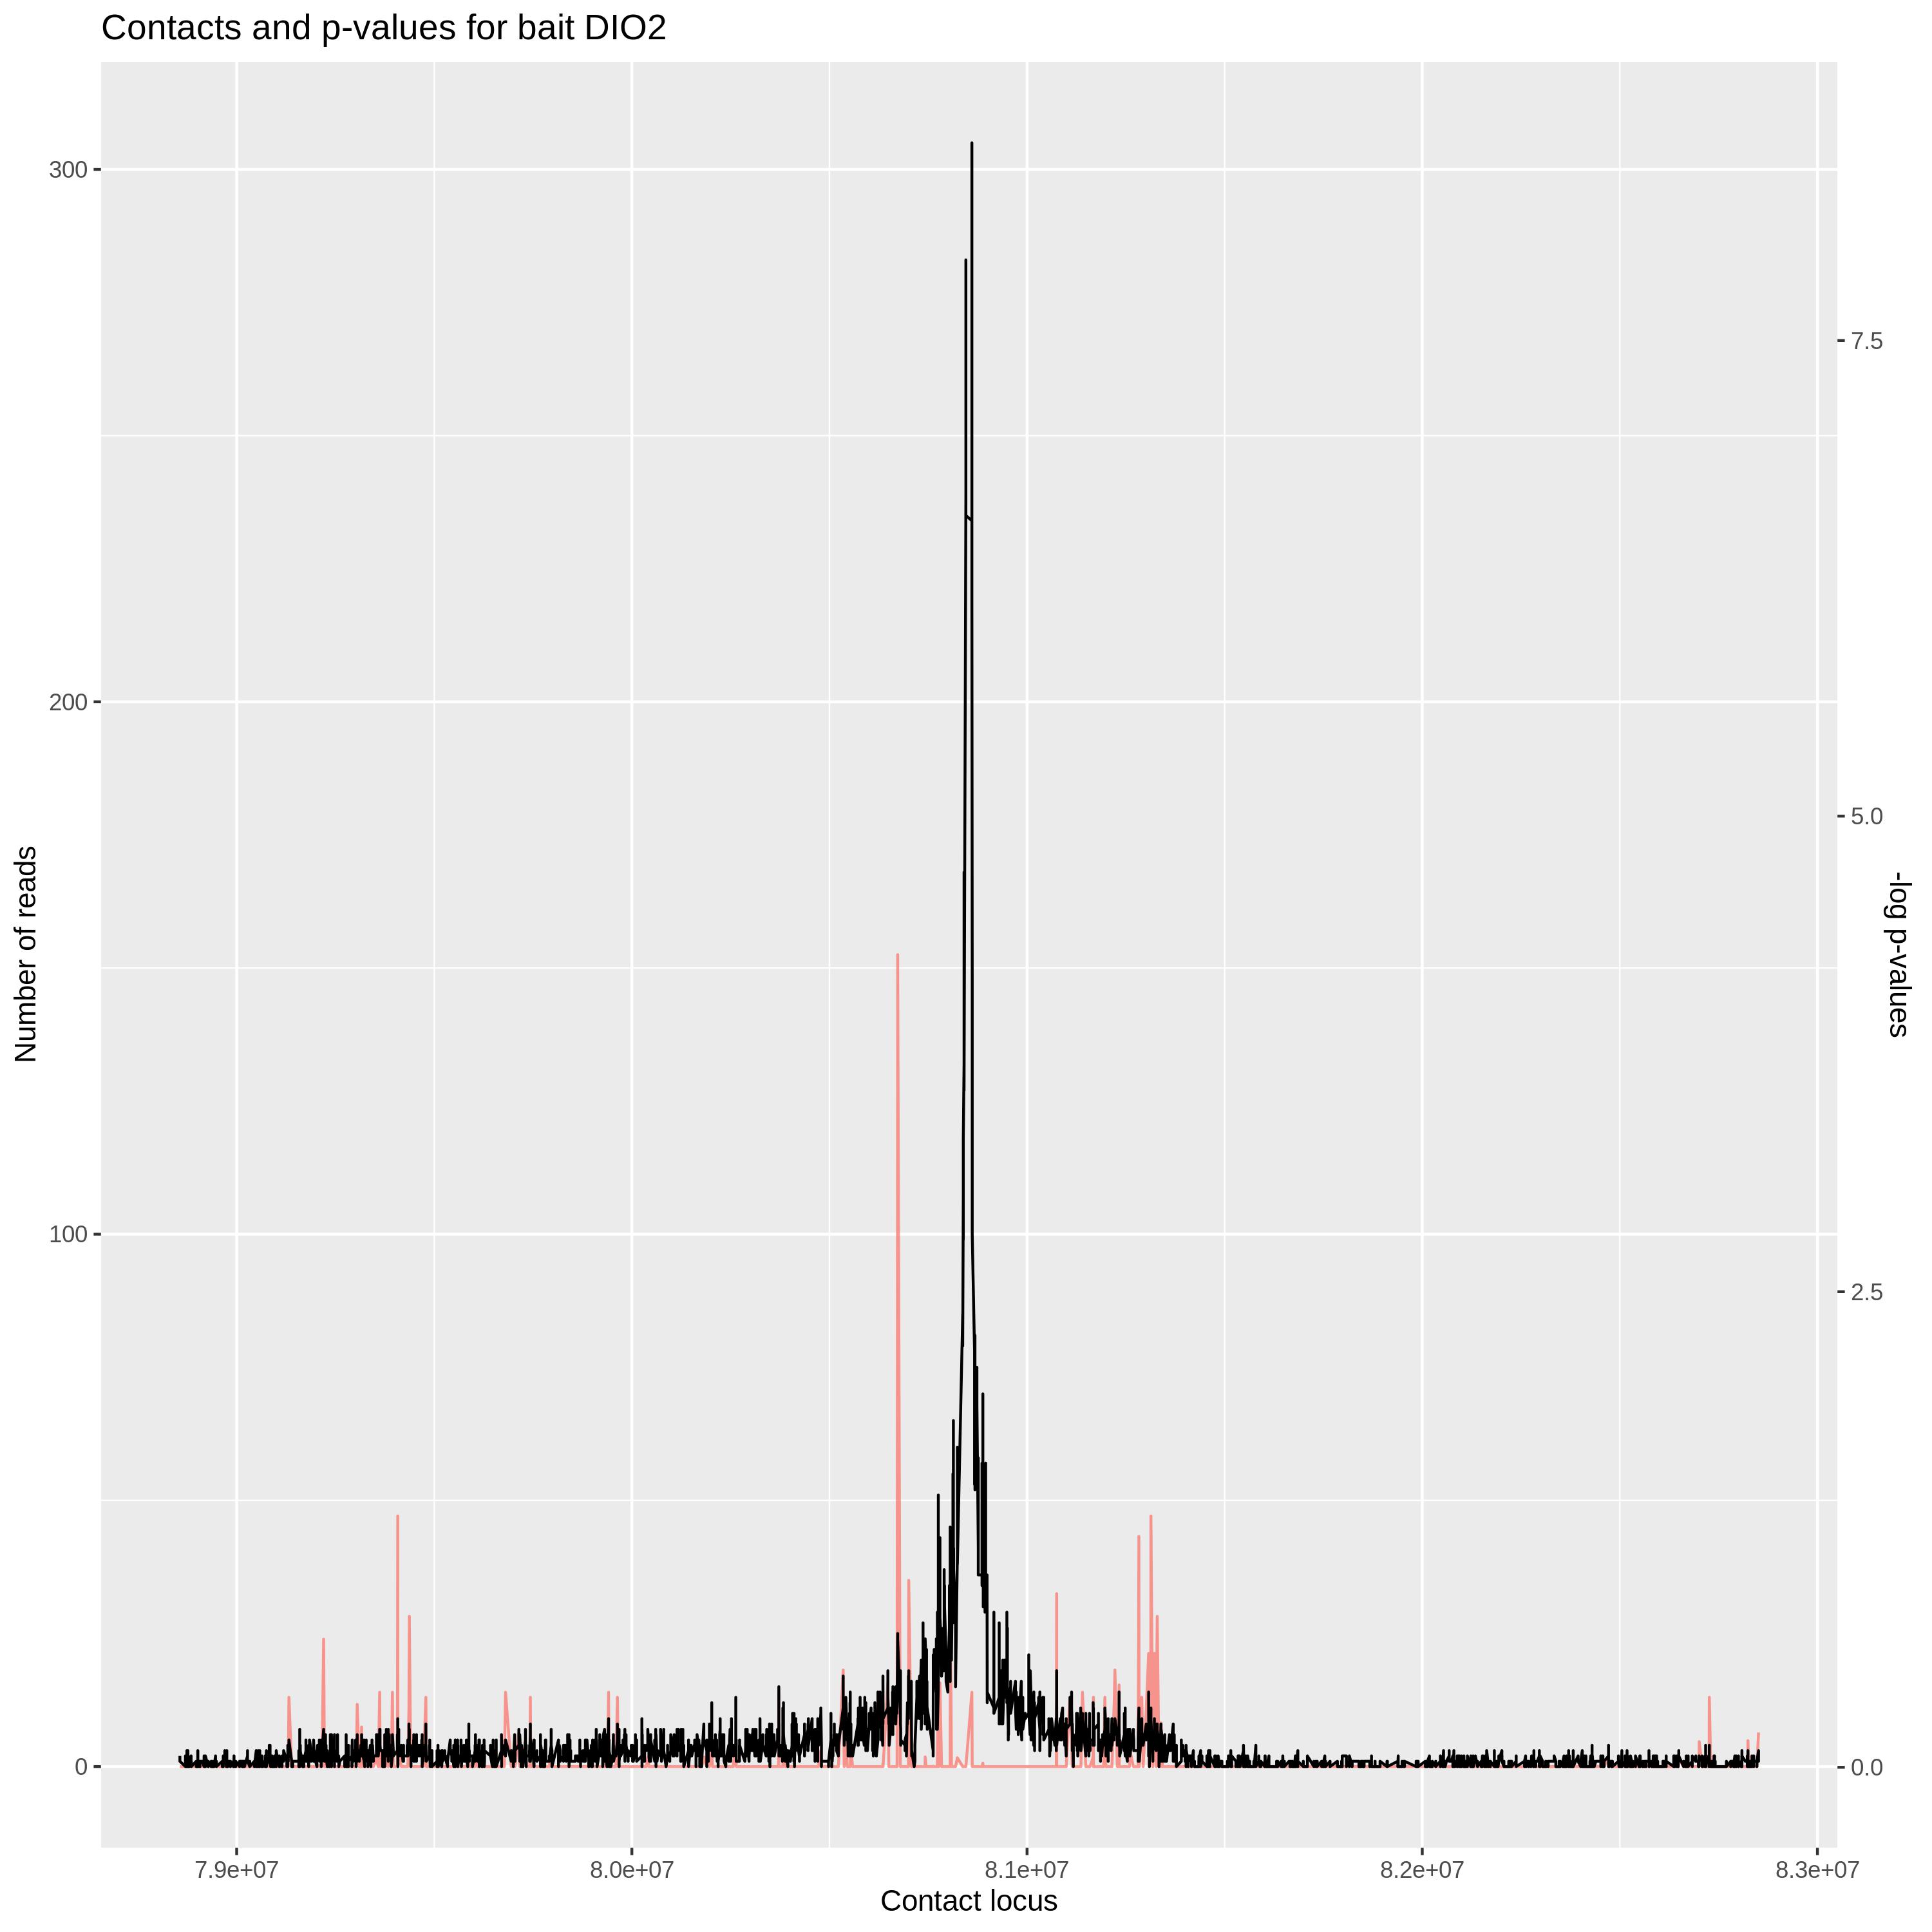 Contacts and p-values for bait DIO2
300
200
100
0
Number of reads
7.5
5.0
2.5
0.0
-log p-values
7.9e+07
8.0e+07
8.1e+07
8.2e+07
8.3e+07
Contact locus